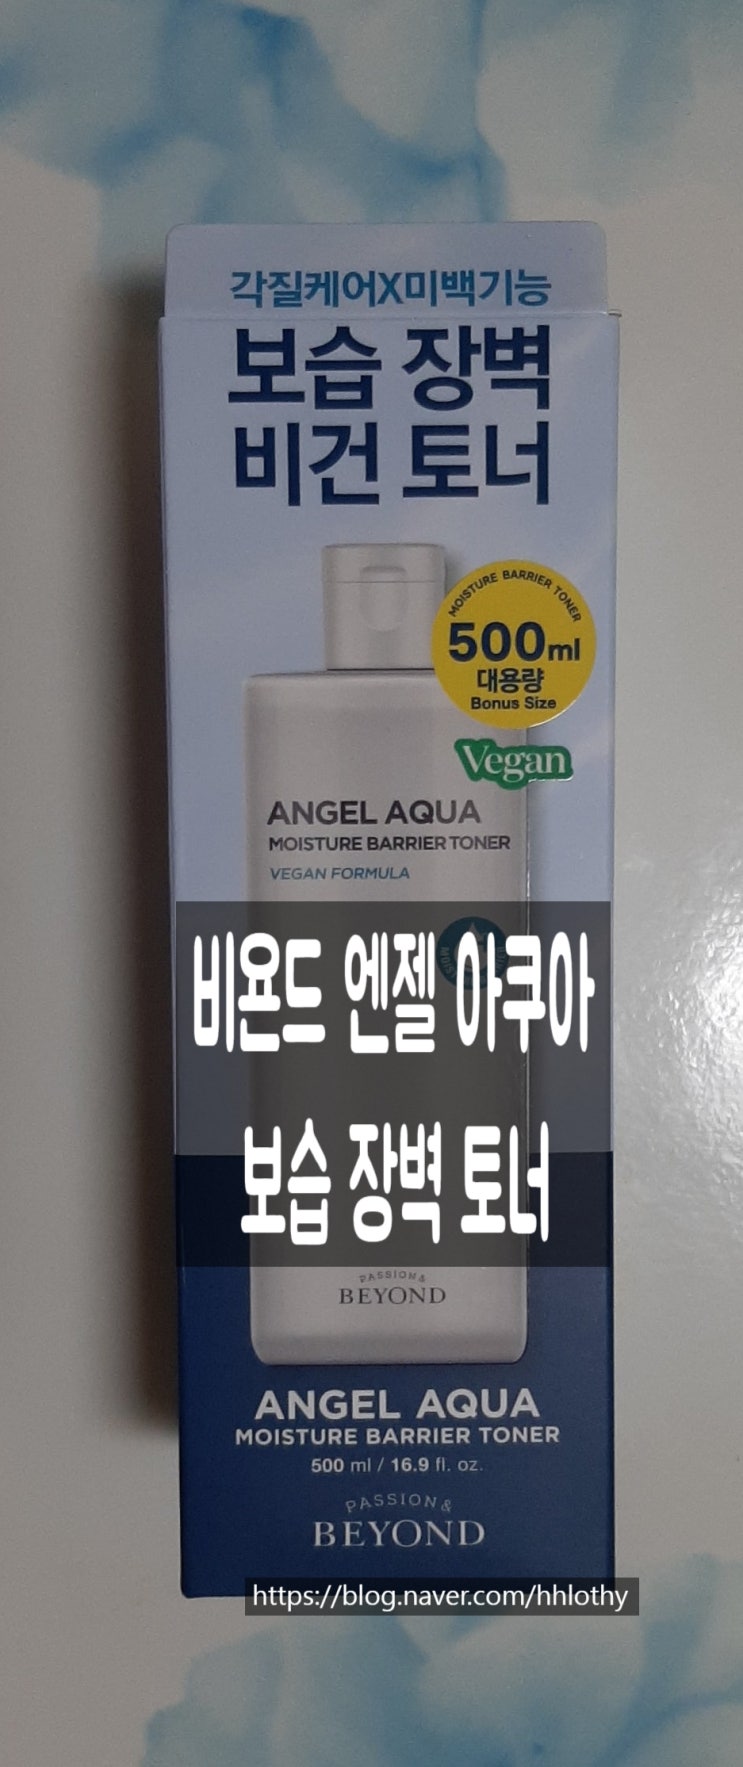 각질케어X미백기능
보습 장벽
비건 토너
MOISTURE BARRIER TONER
500ml
대용량
Bonus Size
Vegan
ANGEL AQUA
MOISTURE BARRIER TONER
VEGAN FORMULA
비욘드 엔젤 아쿠아
보습 장벽 토너
PASSION &
BEYOND
ANGEL AQUA
MOISTURE BARRIER TONER
500 ml / 16.9 fl. oz.
PASSION &
BEYOND
https://blog.naver.com/hhlothy